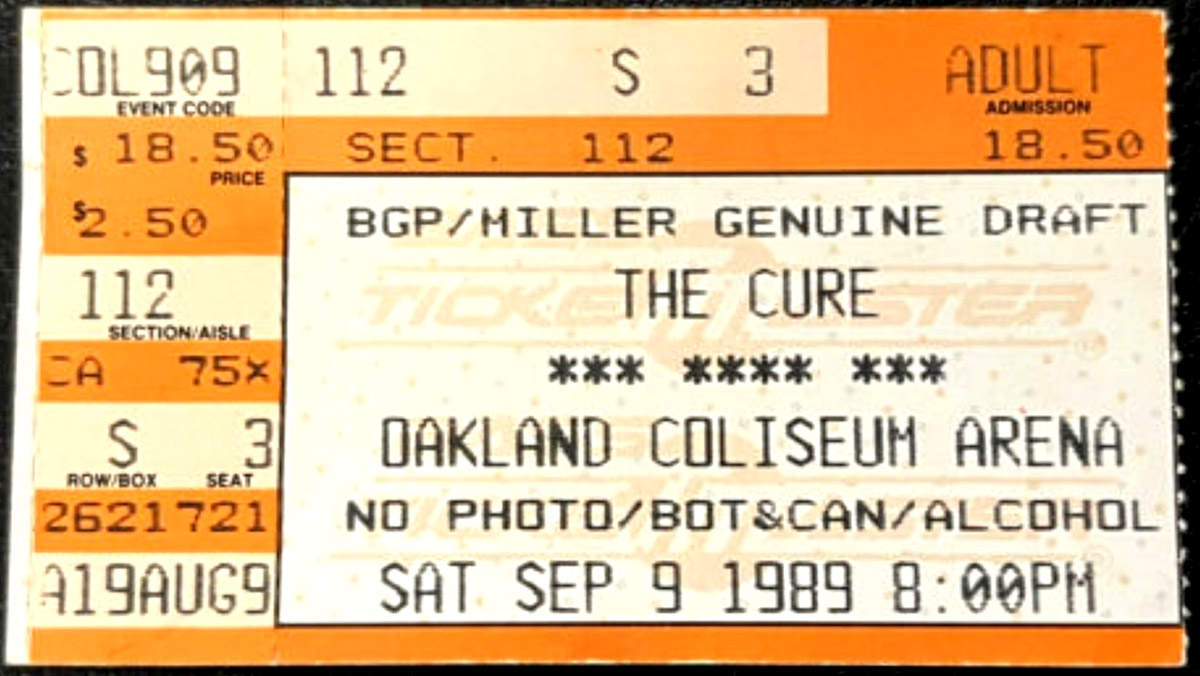 COL909
EVENT CODE
$ 18.50
PRICE
$2.50
112
SECTION/AISLE
CA 75×
S 3
ROW/BOX SEAT
2621721
A19AUG9
112 S 3 ADULT
ADMISSION
SECT. 112 18.50
BGP/MILLER GENUINE DRAFT
TICKETMASTER
THE CURE
*** **** ***
OAKLAND COLISEUM ARENA
NO PHOTO/BOT&CAN/ALCOHOL
SAT SEP 9 1989 8:00PM